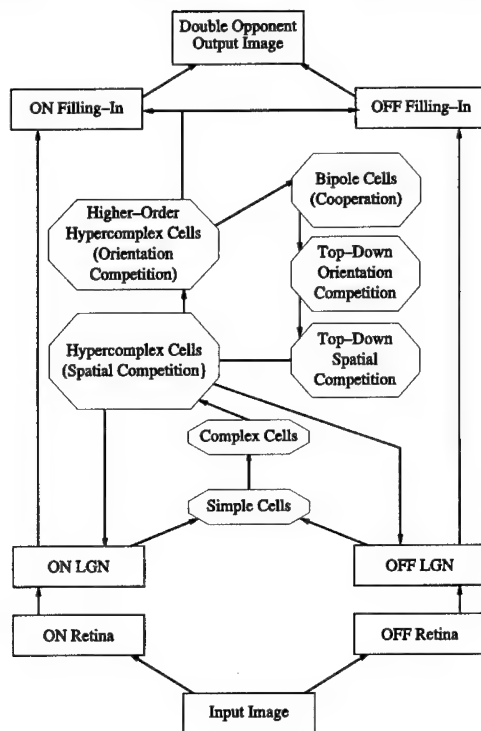 Double Opponent
Output Image
ON Filling–In
OFF Filling–In
Bipole Cells
(Cooperation)
Higher–Order
Hypercomplex Cells
(Orientation
Competition)
Top–Down
Orientation
Competition
Hypercomplex Cells
(Spatial Competition}
Top–Down
Spatial
Competition
Complex Cells
Simple Cells
ON LGN
OFF LGN
ON Retina
OFF Retina
Input Image